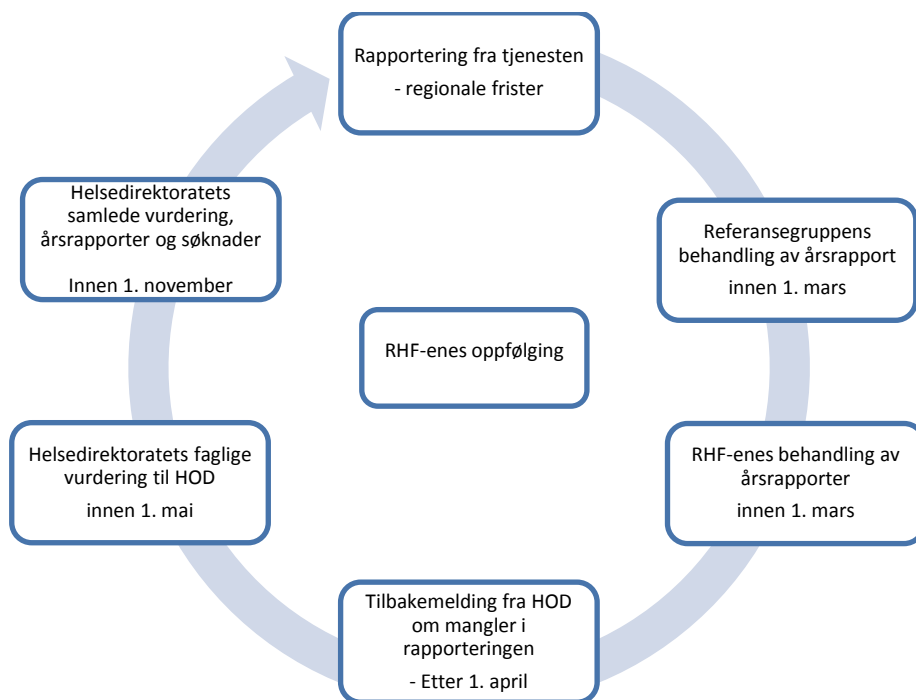 Rapportering fra tjenesten
- regionale frister
Referansegruppens
behandling av årsrapport
innen 1. mars
RHF-enes behandling av
årsrapporter
innen 1. mars
Tilbakemelding fra HOD
om mangler i
rapporteringen
- Etter 1. april
Helsedirektoratets faglige
vurdering til HOD
innen 1. mai
Helsedirektoratets
samlede vurdering,
årsrapporter og søknader
Innen 1. november
RHF-enes oppfølging